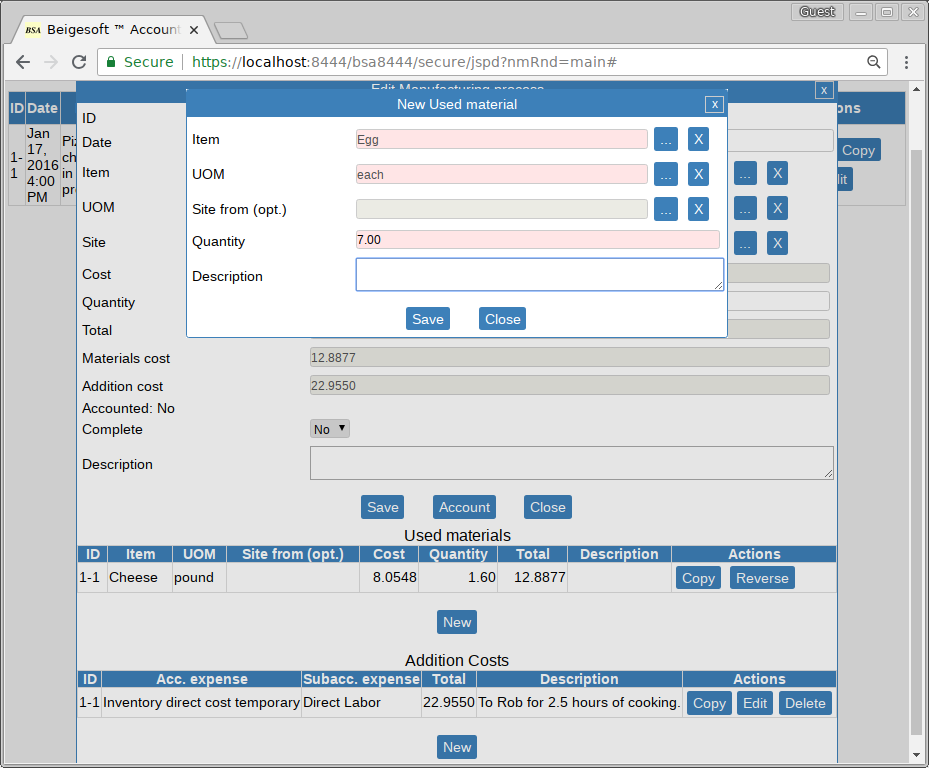 Guest
BSA Beigesoft ™ Account
Secure https://localhost:8444/bsa8444/secure/jspd?nmRnd=main#
Edit Manufacturing process X
New Used material X
ID Date
Jan 17, 2016 4:00 PM
1-1
Copy
ID
Date
Item
UOM
Site
Cost
Quantity
Total
Item Egg ... X
UOM each ... X
Site from (opt.) ... X
Quantity 7.00
Description
Save Close
... X
... X
... X
Materials cost 12.8877
Addition cost 22.9550
Accounted: No
Complete No
Description
Save Account Close
Used materials
ID Item UOM Site from (opt.) Cost Quantity Total Description Actions
1-1 Cheese pound 8.0548 1.60 12.8877 Copy Reverse
New
Addition Costs
ID Acc. expense Subacc. expense Total Description Actions
1-1 Inventory direct cost temporary Direct Labor 22.9550 To Rob for 2.5 hours of cooking. Copy Edit Delete
New